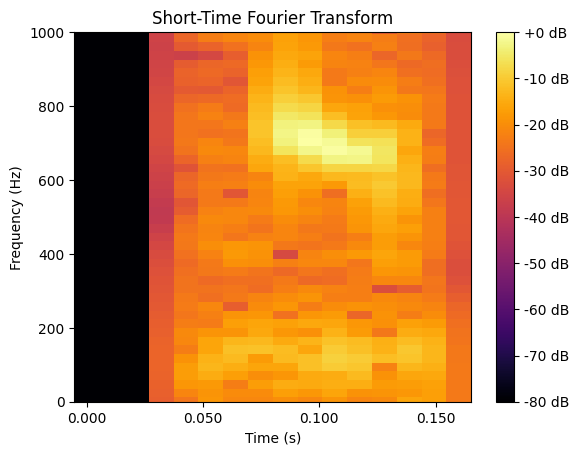 Short-Time Fourier Transform
1000
800
600
400
200
0
Frequency (Hz)
0.000
0.050
0.100
0.150
Time (s)
+0 dB
-10 dB
-20 dB
-30 dB
-40 dB
-50 dB
-60 dB
-70 dB
-80 dB